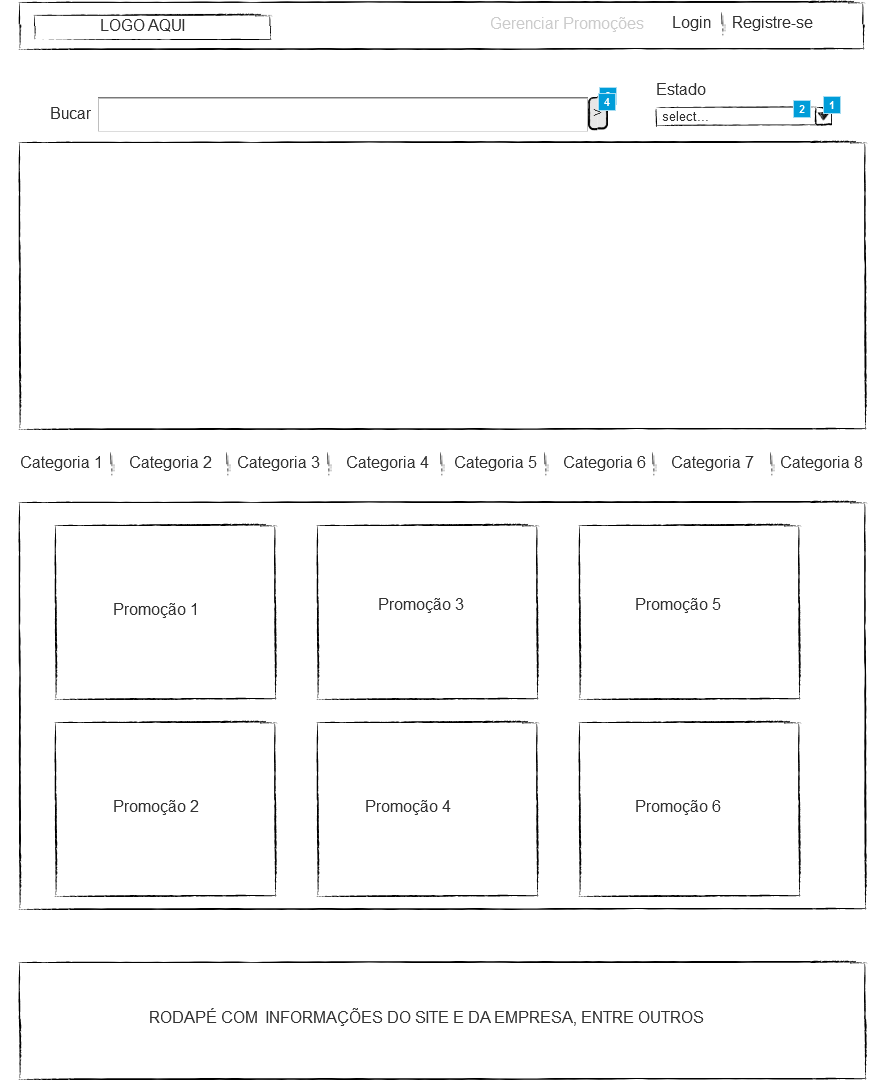 LOGO AQUI
Gerenciar Promoções
Login
Registre-se
Estado
Bucar
>
4
select...
2
1
Categoria 1
Categoria 2
Categoria 3
Categoria 4
Categoria 5
Categoria 6
Categoria 7
Categoria 8
Promoção 1
Promoção 3
Promoção 5
Promoção 2
Promoção 4
Promoção 6
RODAPÉ COM INFORMAÇÕES DO SITE E DA EMPRESA, ENTRE OUTROS